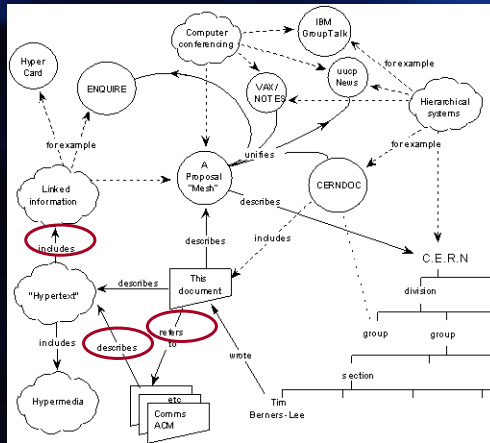 Computer
conferencing
IBM
GroupTalk
Hyper
Card
ENQUIRE
VAX/
NOTES
uucp
News
for example
Hierarchical
systems
for example
unifies
for example
A
Proposal
"Mesh"
CERNDOC
Linked
information
describes
includes
describes
includes
C.E.R.N
This
document
describes
division
"Hypertext"
refers
to
group
group
includes
describes
wrote
section
etc
Hypermedia
Comms
ACM
Tim
Berners-Lee